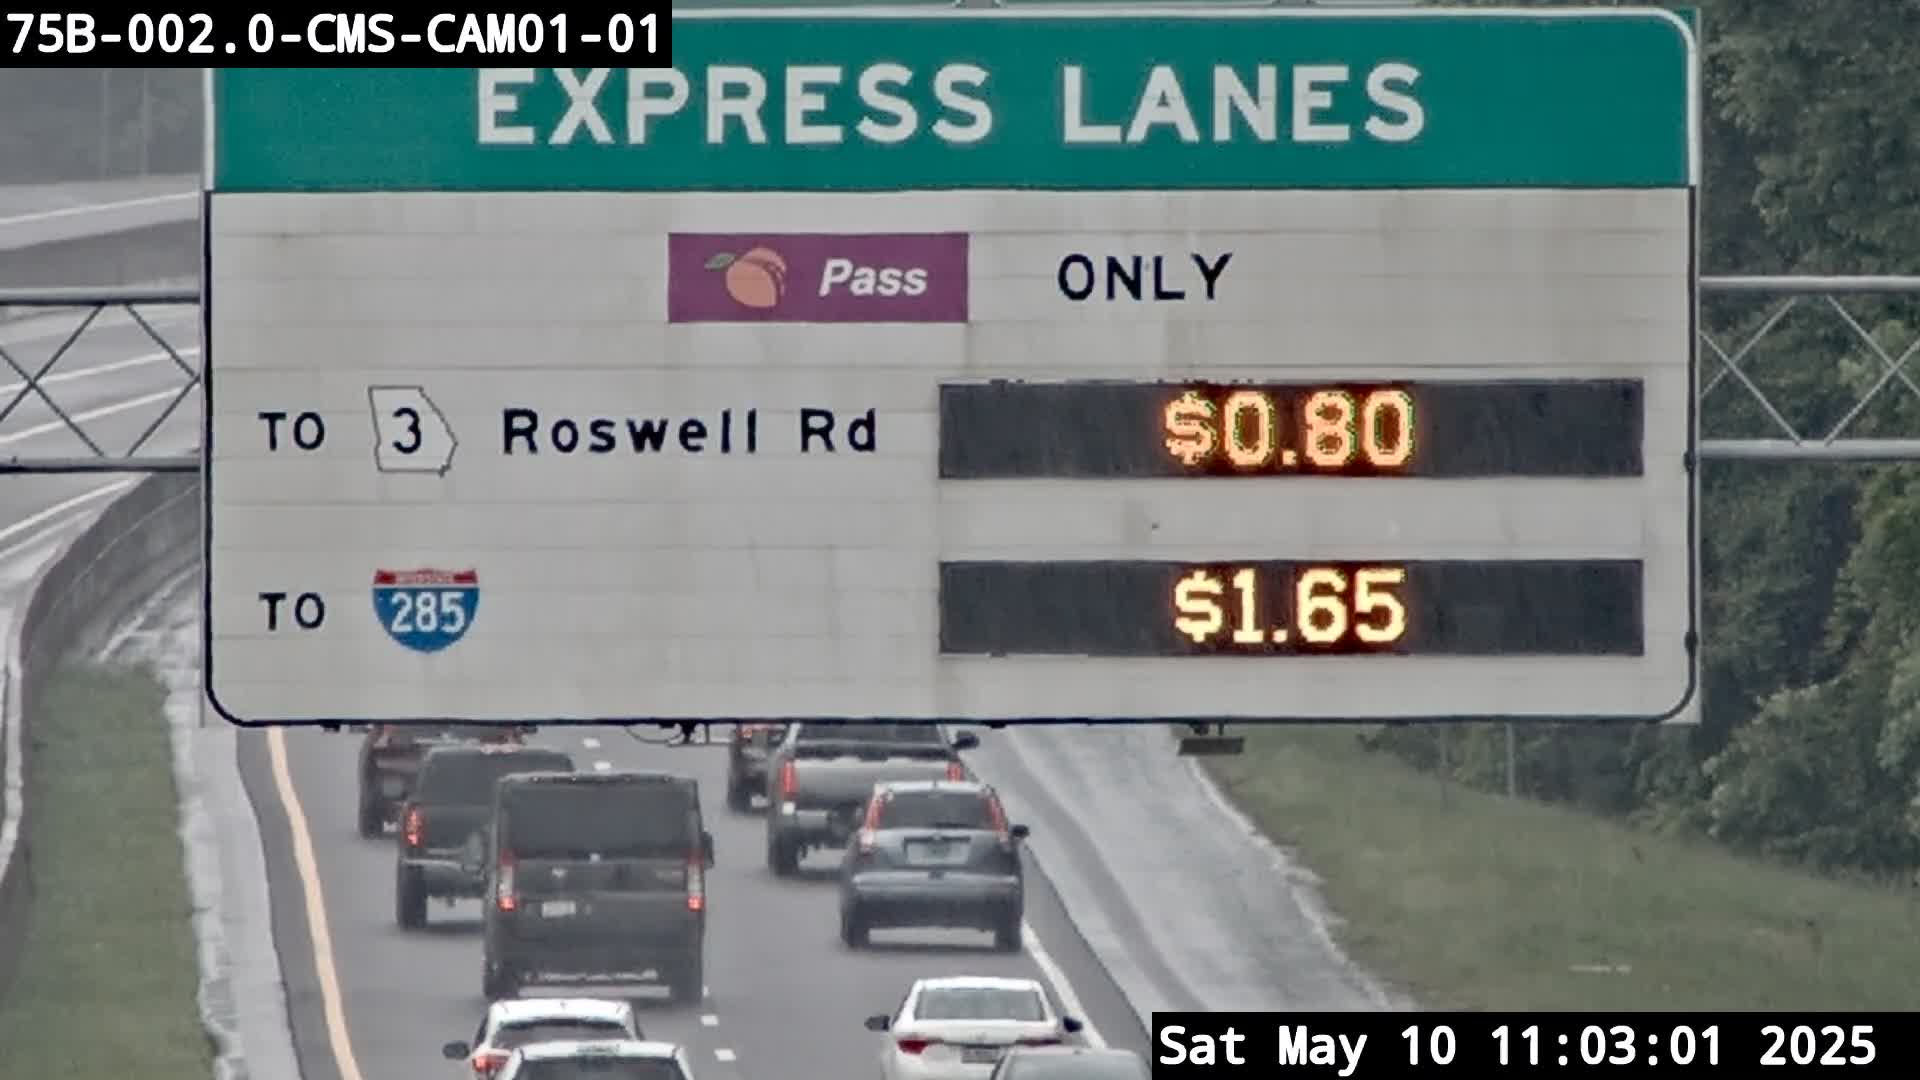 75B-002.0-CMS-CAM01-01
EXPRESS LANES
Pass ONLY
TO 3 Roswell Rd $0.80
TO 285 $1.65
Sat May 10 11:03:01 2025